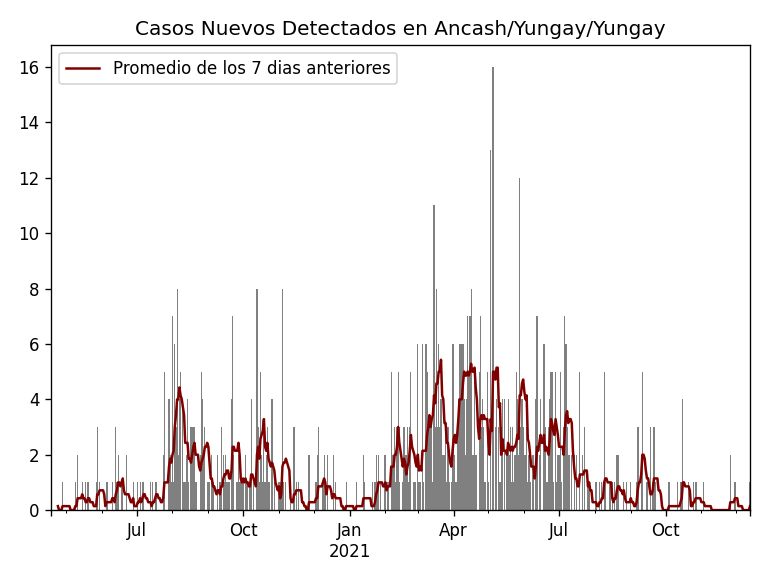 Casos Nuevos Detectados en Ancash/Yungay/Yungay
Promedio de los 7 dias anteriores
16
14
12
10
8
6
4
2
0
Jul
Oct
Jan
2021
Apr
Jul
Oct